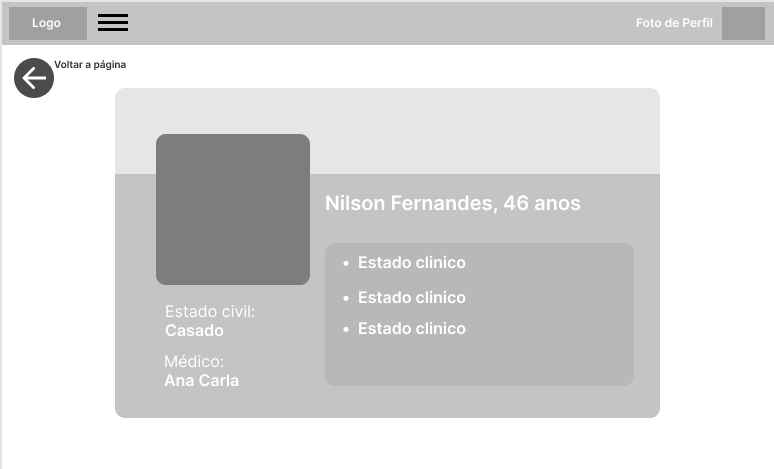 Logo
Foto de Perfil
Voltar a página
Nilson Fernandes, 46 anos
• Estado clinico
• Estado clinico
• Estado clinico
Estado civil:
Casado
Médico:
Ana Carla